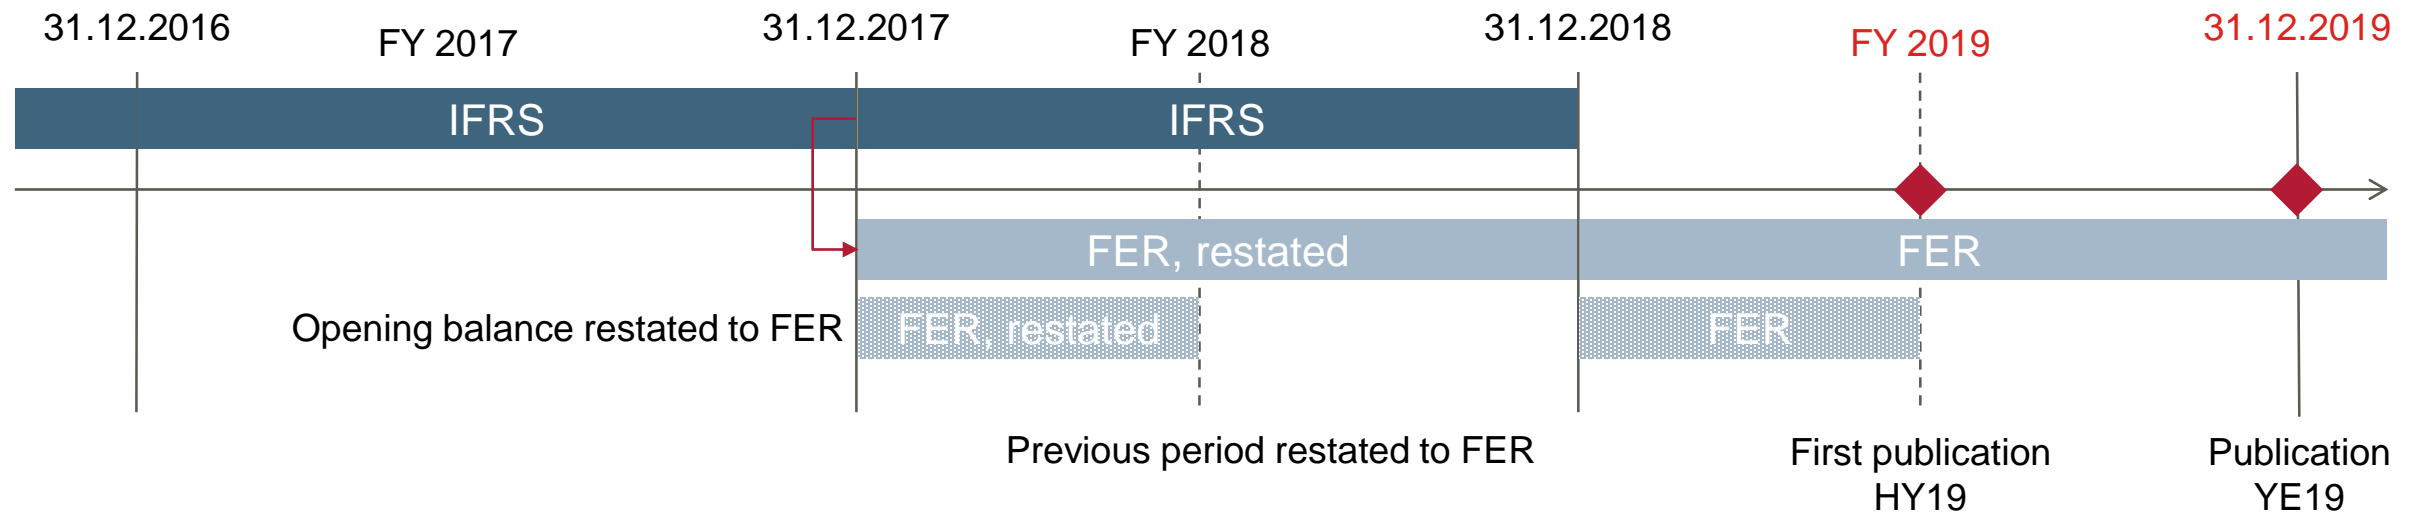 31.12.2016
FY 2017
31.12.2017
FY 2018
31.12.2018
FY 2019
31.12.2019
IFRS
IFRS
FER, restated
FER
Opening balance restated to FER
FER, restated
FER
Previous period restated to FER
First publication
HY19
Publication
YE19